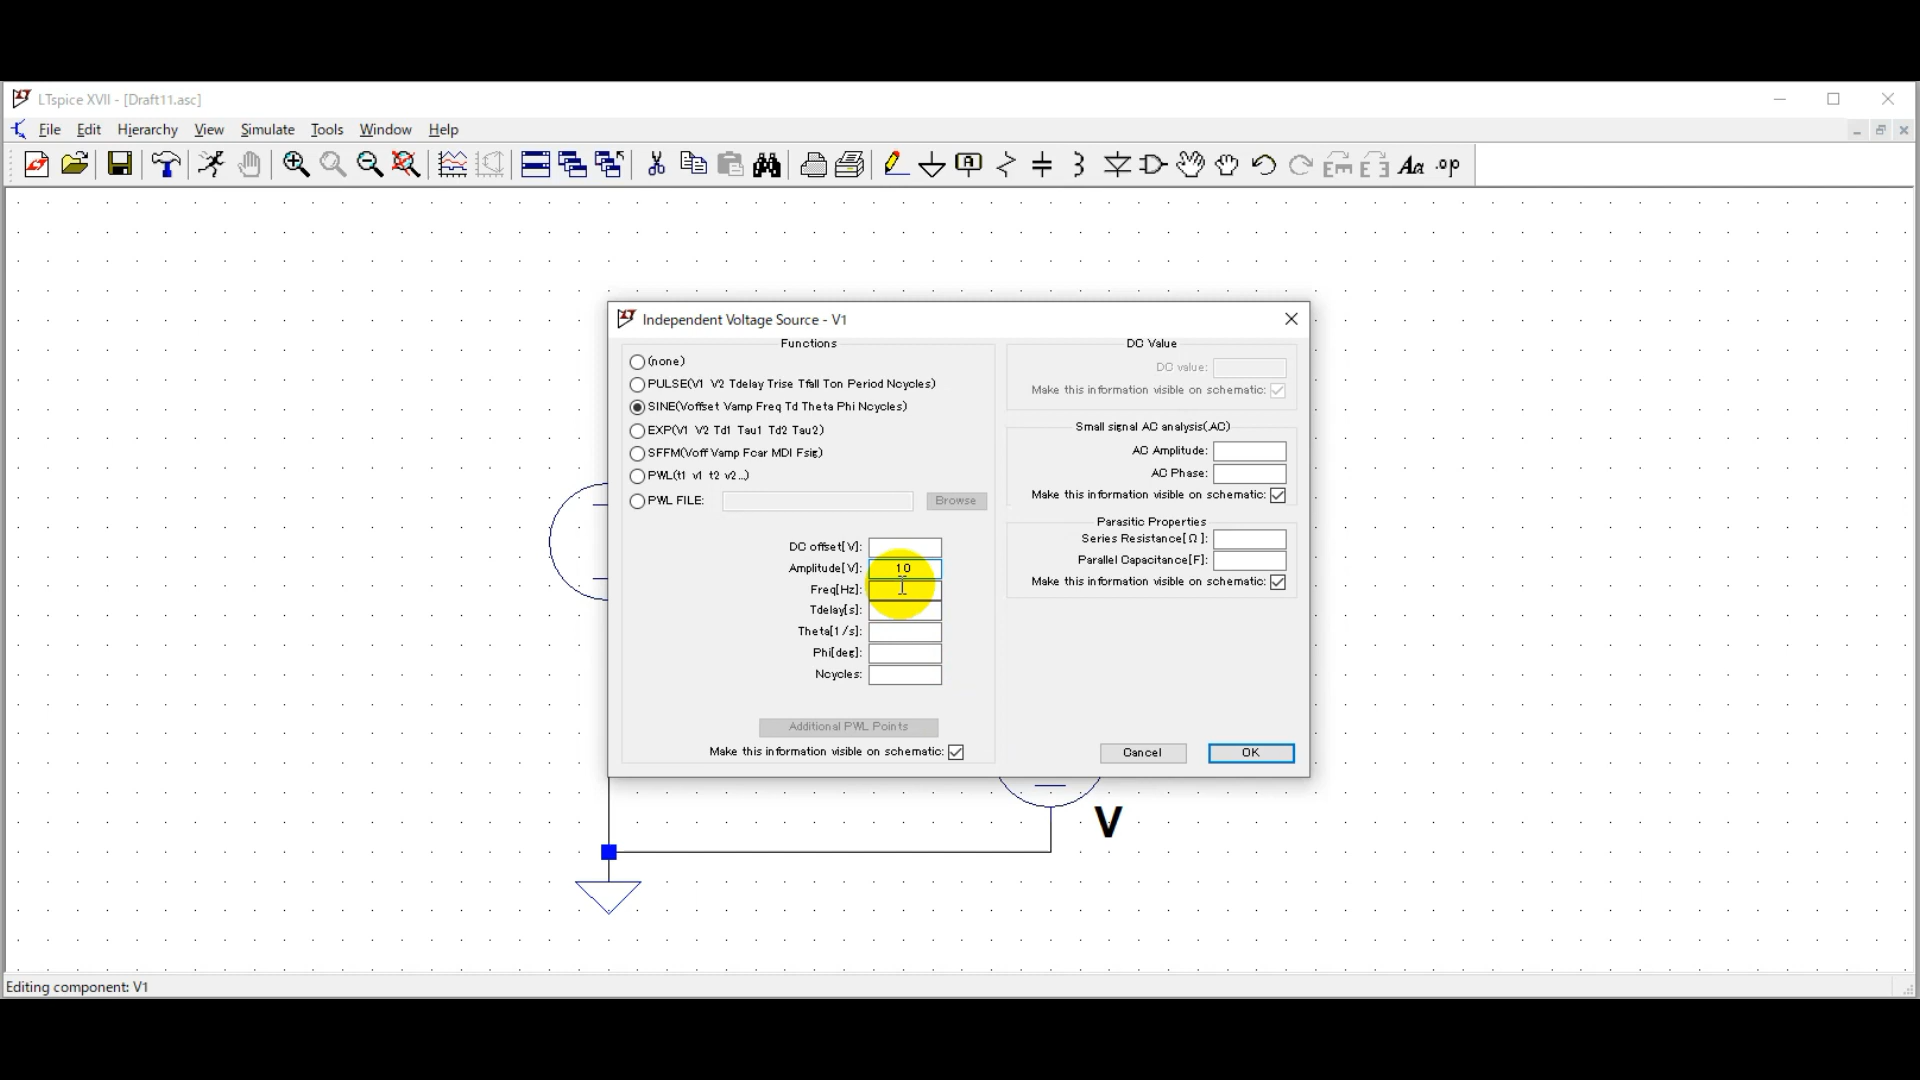 LTspice XVII - [Draft11.asc]
File Edit Hierarchy View Simulate Tools Window Help
Aa .op
Independent Voltage Source - V1
Functions
(none)
PULSE(V1 V2 Tdelay Trise Tfall Ton Period Ncycles)
SINE(Voffset Vamp Freq Td Theta Phi Ncycles)
EXP(V1 V2 Td1 Tau1 Td2 Tau2)
SFFM(Voff Vamp Fcar MDI Fsig)
PWL(t1 v1 t2 v2...)
PWL FILE: Browse
DC offset[V]:
Amplitude[V]: 10
Freq[Hz]:
Tdelay[s]:
Theta[1/s]:
Phi[deg]:
Ncycles:
Additional PWL Points
Make this information visible on schematic:
DC Value
DC value:
Make this information visible on schematic:
Small signal AC analysis(.AC)
AC Amplitude:
AC Phase:
Make this information visible on schematic:
Parasitic Properties
Series Resistance[Ω]:
Parallel Capacitance[F]:
Make this information visible on schematic:
Cancel OK
V
Editing component: V1